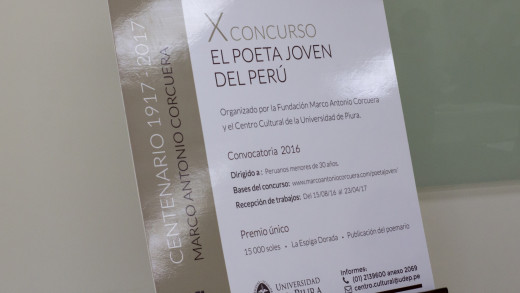 CENTENARIO 1917 - 2017
MARCO ANTONIO CORCUERA
X CONCURSO
EL POETA JOVEN
DEL PERÚ
Organizado por la Fundación Marco Antonio Corcuera
y el Centro Cultural de la Universidad de Piura.
Convocatoria 2016
Dirigido a : Peruanos menores de 30 años.
Bases del concurso: www.marcoantoniocorcuera.com/poetajoven/
Recepción de trabajos: Del 15/08/16 al 23/04/17
Premio único
15 000 soles - La Espiga Dorada - Publicación del poemario
UNIVERSIDAD
DE PIURA
Informes:
(01) 2139600 anexo 2069
centro.cultural@udep.pe